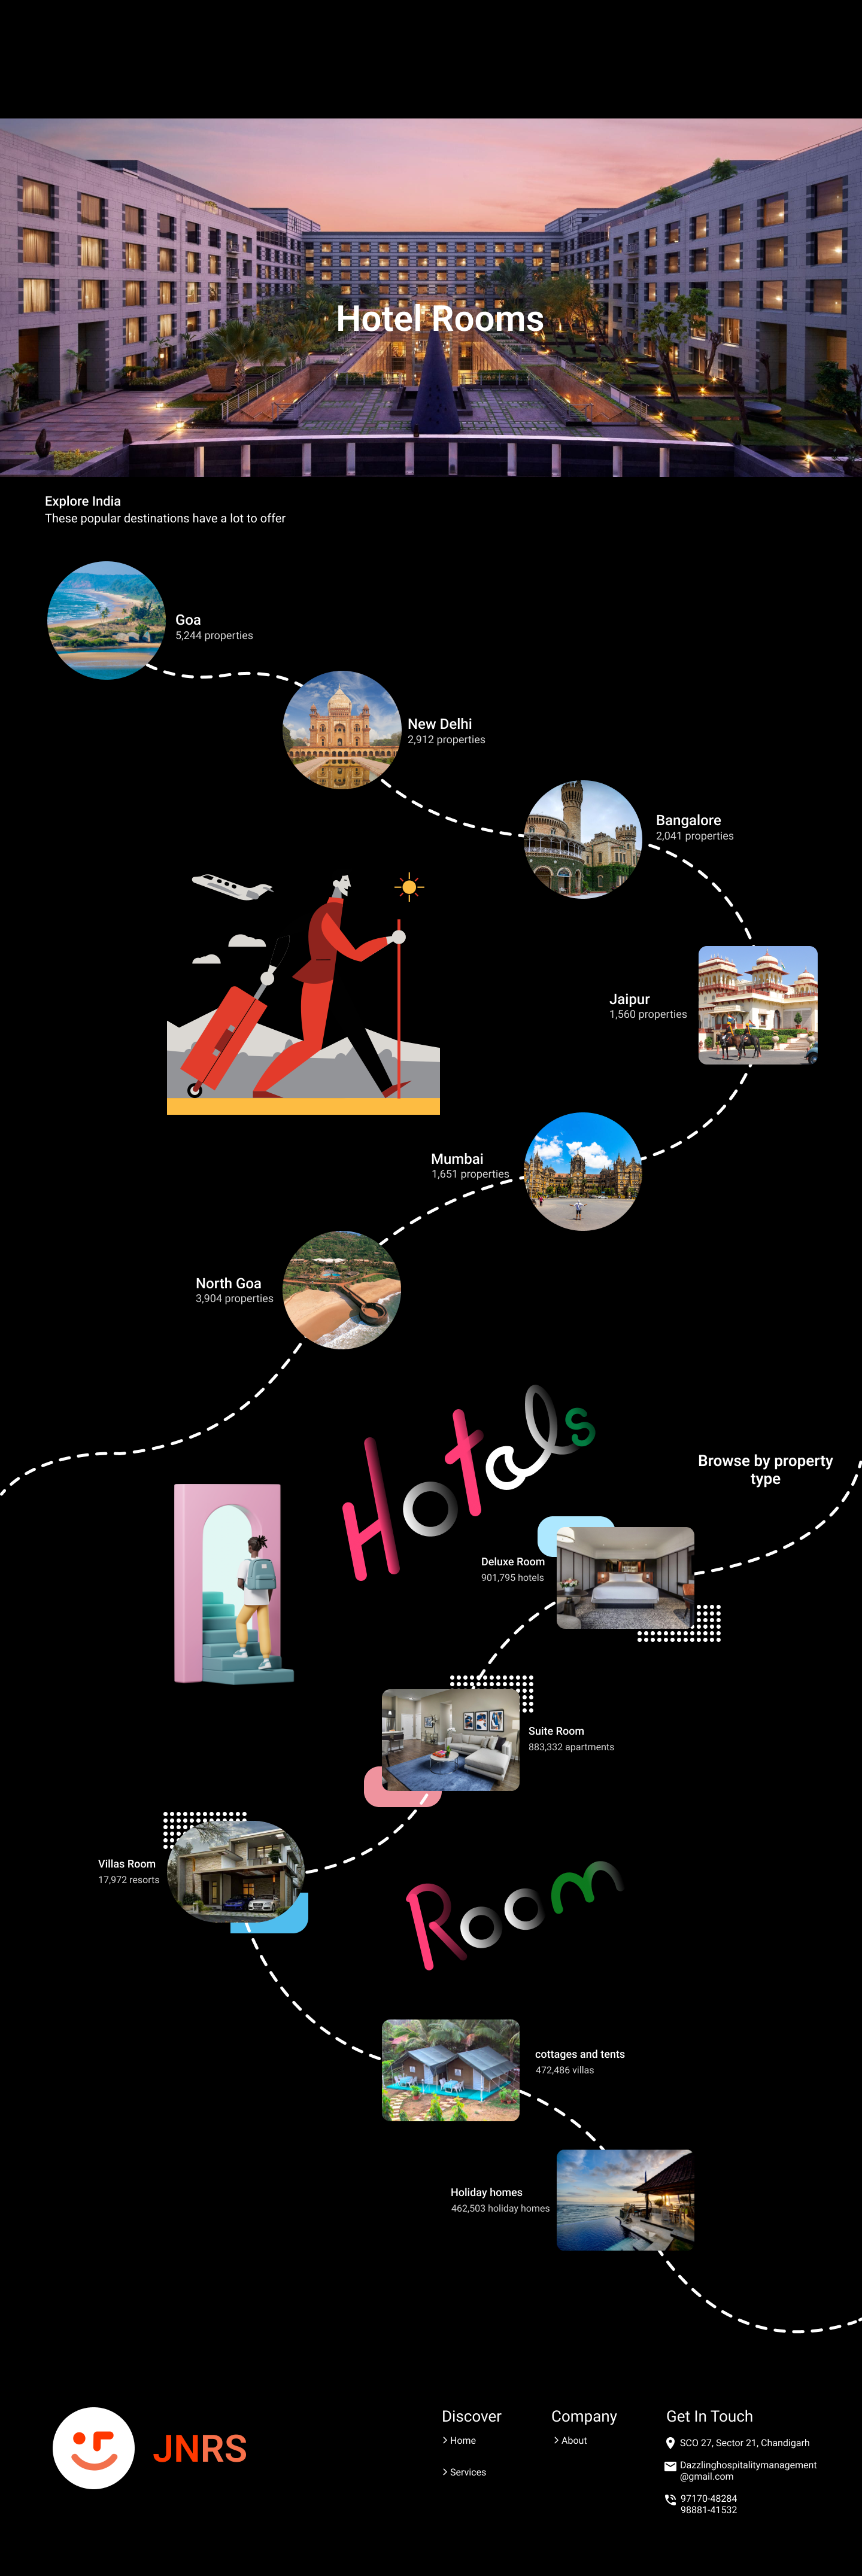 Hotel Rooms
Explore India
These popular destinations have a lot to offer
Goa
5,244 properties
New Delhi
2,912 properties
Bangalore
2,041 properties
Jaipur
1,560 properties
Mumbai
1,651 properties
North Goa
3,904 properties
Hotals
Browse by property
type
Deluxe Room
901,795 hotels
Suite Room
883,332 apartments
Villas Room
17,972 resorts
Room
cottages and tents
472,486 villas
Holiday homes
462,503 holiday homes
JNRS
Discover
Home
Services
Company
About
Get In Touch
SCO 27, Sector 21, Chandigarh
Dazzlinghospitalitymanagement
@gmail.com
97170-48284
98881-41532